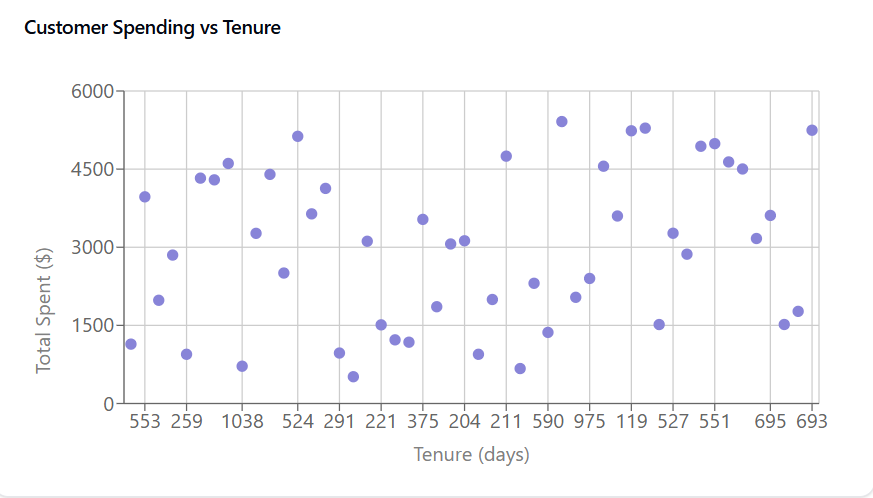 Customer Spending vs Tenure
6000
4500
3000
1500
0
Total Spent ($)
553 259 1038 524 291 221 375 204 211 590 975 119 527 551 695 693
Tenure (days)